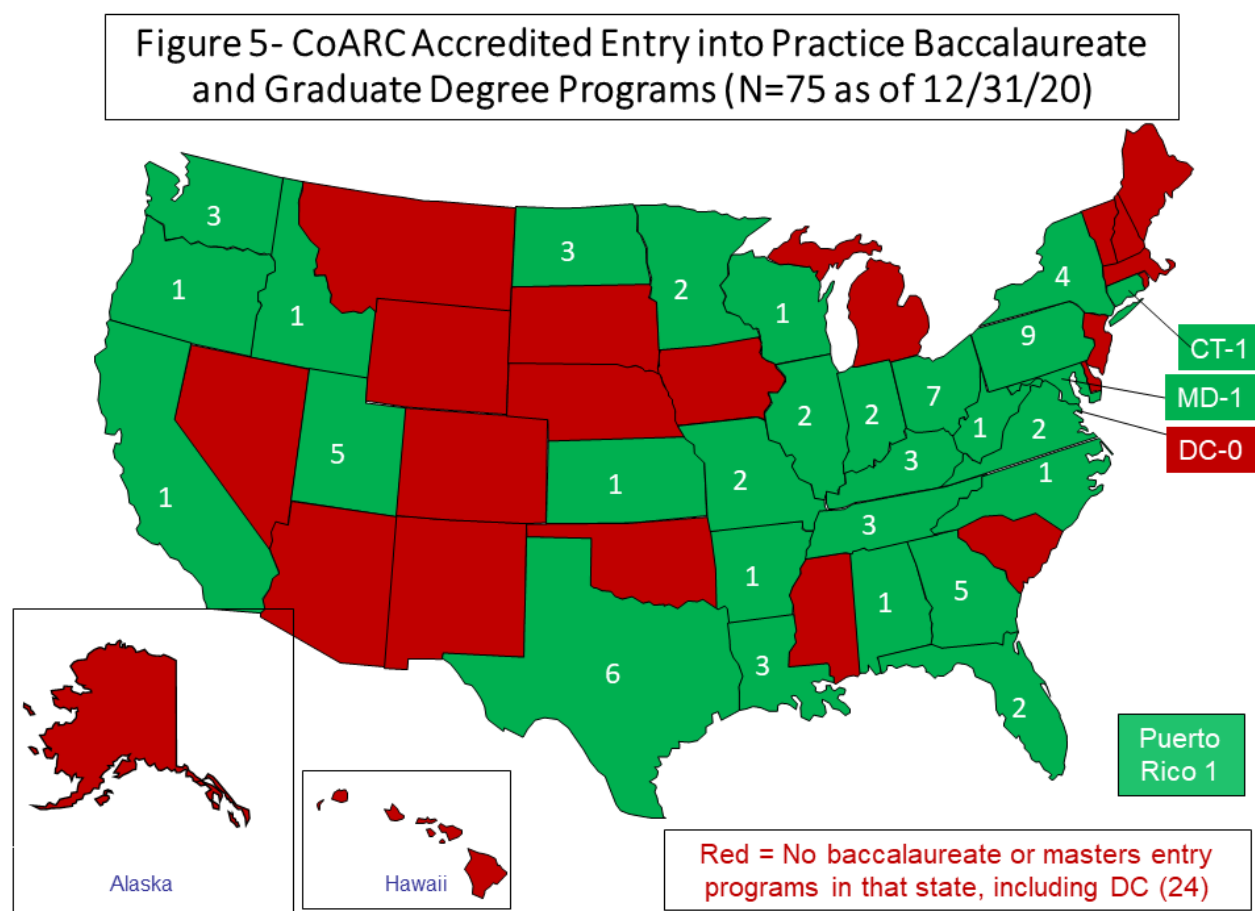 Figure 5- CoARC Accredited Entry into Practice Baccalaureate
and Graduate Degree Programs (N=75 as of 12/31/20)
3
1
1
1
5
3
2
1
4
9
CT-1
MD-1
DC-0
2
2
7
1
2
3
1
1
2
3
1
1
5
6
3
2
Puerto
Rico 1
Alaska
Hawaii
Red = No baccalaureate or masters entry
programs in that state, including DC (24)